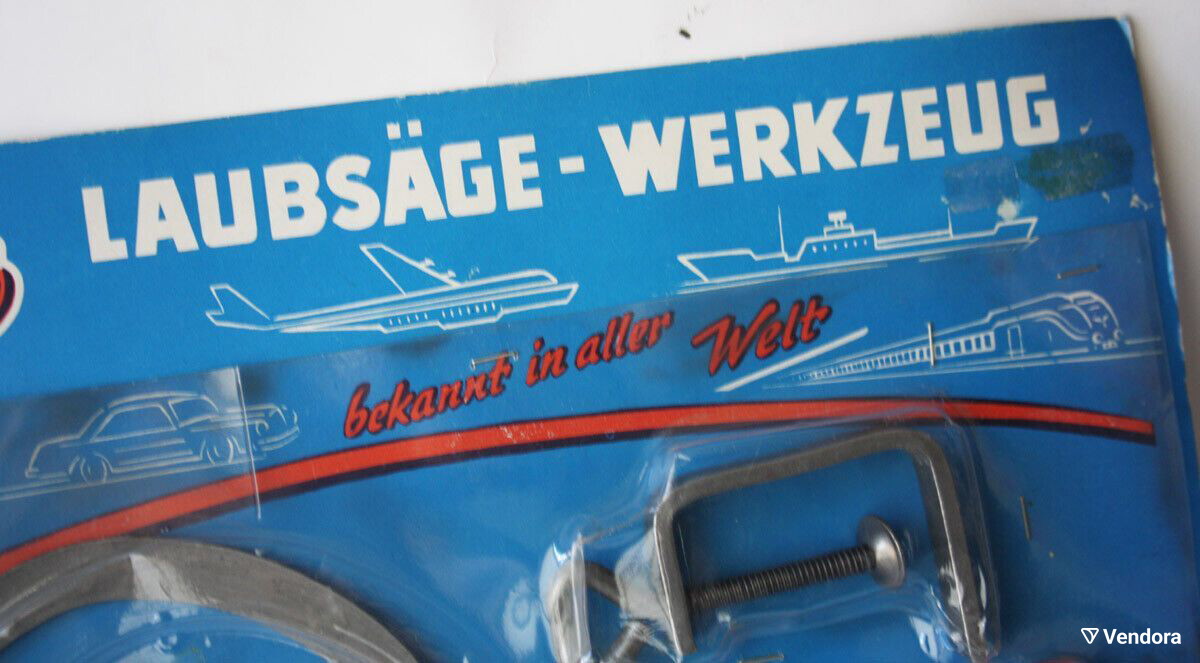 LAUBSÄGE - WERKZEUG
bekannt in aller Welt
Vendora